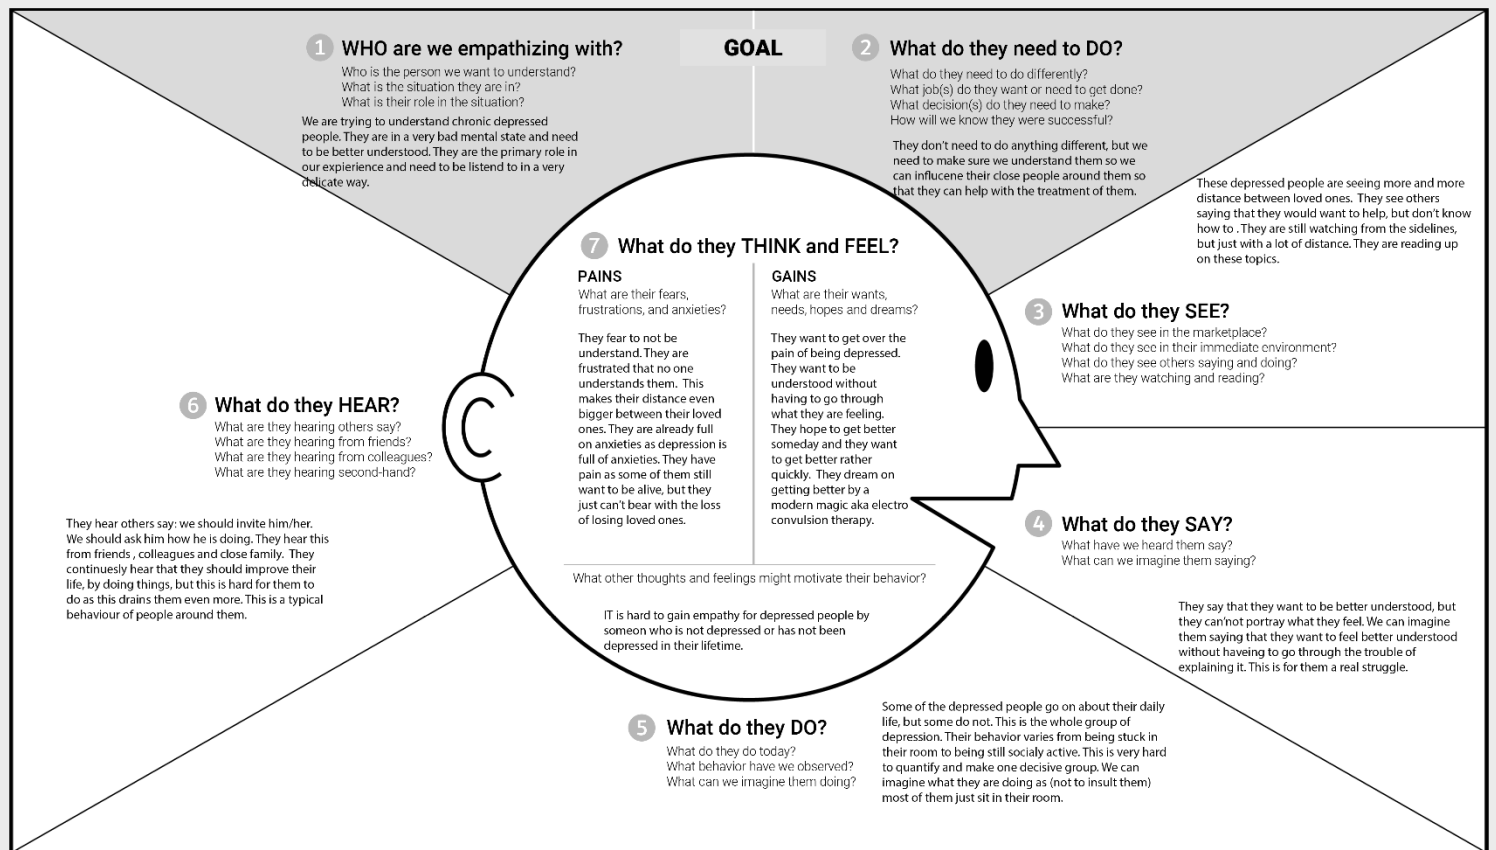 GOAL
1 WHO are we empathizing with?
Who is the person we want to understand?
What is the situation they are in?
What is their role in the situation?
We are trying to understand chronic depressed
people. They are in a very bad mental state and need
to be better understood. They are the primary role in
our expierience and need to be listend to in a very
delicate way.
2 What do they need to DO?
What do they need to do differently?
What job(s) do they want or need to get done?
What decision(s) do they need to make?
How will we know they were successful?
They don't need to do anything different, but we
need to make sure we understand them so we
can influcene their close people around them so
that they can help with the treatment of them.
These depressed people are seeing more and more
distance between loved ones. They see others
saying that they would want to help, but don't know
how to . They are still watching from the sidelines,
but just with a lot of distance. They are reading up
on these topics.
3 What do they SEE?
What do they see in the marketplace?
What do they see in their immediate environment?
What do they see others saying and doing?
What are they watching and reading?
4 What do they SAY?
What have we heard them say?
What can we imagine them saying?
They say that they want to be better understood, but
they can'not portray what they feel. We can imagine
them saying that they want to feel better understood
without haveing to go through the trouble of
explaining it. This is for them a real struggle.
5 What do they DO?
What do they do today?
What behavior have we observed?
What can we imagine them doing?
Some of the depressed people go on about their daily
life, but some do not. This is the whole group of
depression. Their behavior varies from being stuck in
their room to being still socialy active. This is very hard
to quantify and make one decisive group. We can
imagine what they are doing as (not to insult them)
most of them just sit in their room.
6 What do they HEAR?
What are they hearing others say?
What are they hearing from friends?
What are they hearing from colleagues?
What are they hearing second-hand?
They hear others say: we should invite him/her.
We should ask him how he is doing. They hear this
from friends , colleagues and close family. They
continuesly hear that they should improve their
life, by doing things, but this is hard for them to
do as this drains them even more. This is a typical
behaviour of people around them.
7 What do they THINK and FEEL?
PAINS
What are their fears,
frustrations, and anxieties?
They fear to not be
understand. They are
frustrated that no one
understands them. This
makes their distance even
bigger between their loved
ones. They are already full
on anxieties as depression is
full of anxieties. They have
pain as some of them still
want to be alive, but they
just can't bear with the loss
of losing loved ones.
GAINS
What are their wants,
needs, hopes and dreams?
They want to get over the
pain of being depressed.
They want to be
understood without
having to go through
what they are feeling.
They hope to get better
someday and they want
to get better rather
quickly. They dream on
getting better by a
modern magic aka electro
convulsion therapy.
What other thoughts and feelings might motivate their behavior?
IT is hard to gain empathy for depressed people by
someon who is not depressed or has not been
depressed in their lifetime.